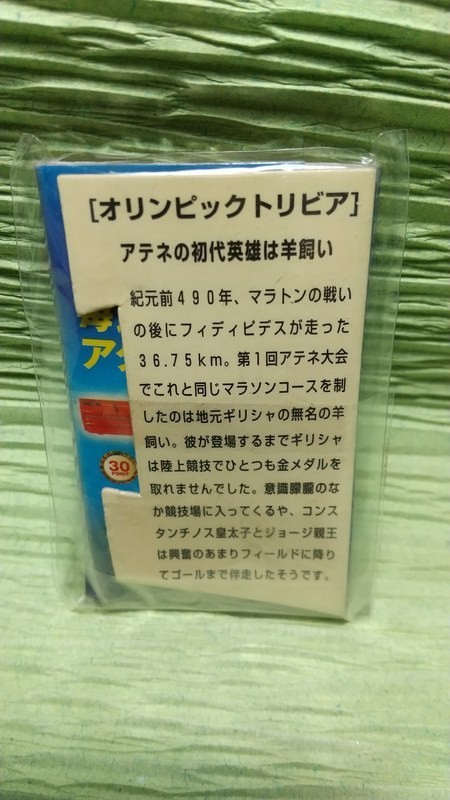 [オリンピックトリビア]
アテネの初代英雄は羊飼い
紀元前490年、マラトンの戦い
の後にフィディピデスが走った
36.75km。第1回アテネ大会
でこれと同じマラソンコースを制
したのは地元ギリシャの無名の羊
飼い。彼が登場するまでギリシャ
は陸上競技でひとつも金メダルを
取れませんでした。意識朦朧のな
か競技場に入ってくるや、コンス
タンチノス皇太子とジョージ親王
は興奮のあまりフィールドに降り
てゴールまで伴走したそうです。
アク
30
POINT